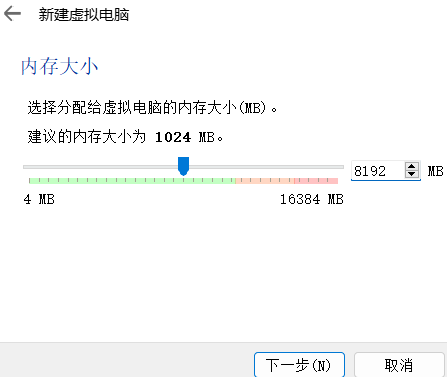 新建虚拟电脑
内存大小
选择分配给虚拟电脑的内存大小(MB)。
建议的内存大小为 1024 MB。
8192 MB
4 MB 16384 MB
下一步(N) 取消